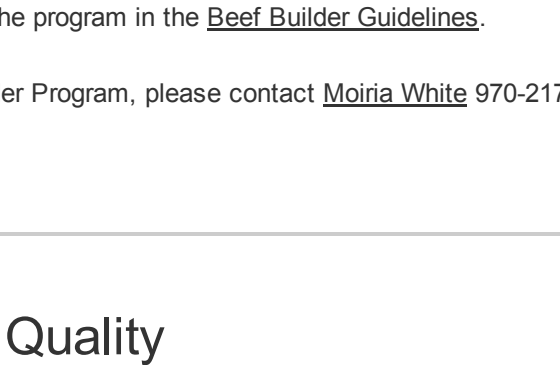 he program in the Beef Builder Guidelines.
er Program, please contact Moiria White 970-217
Quality